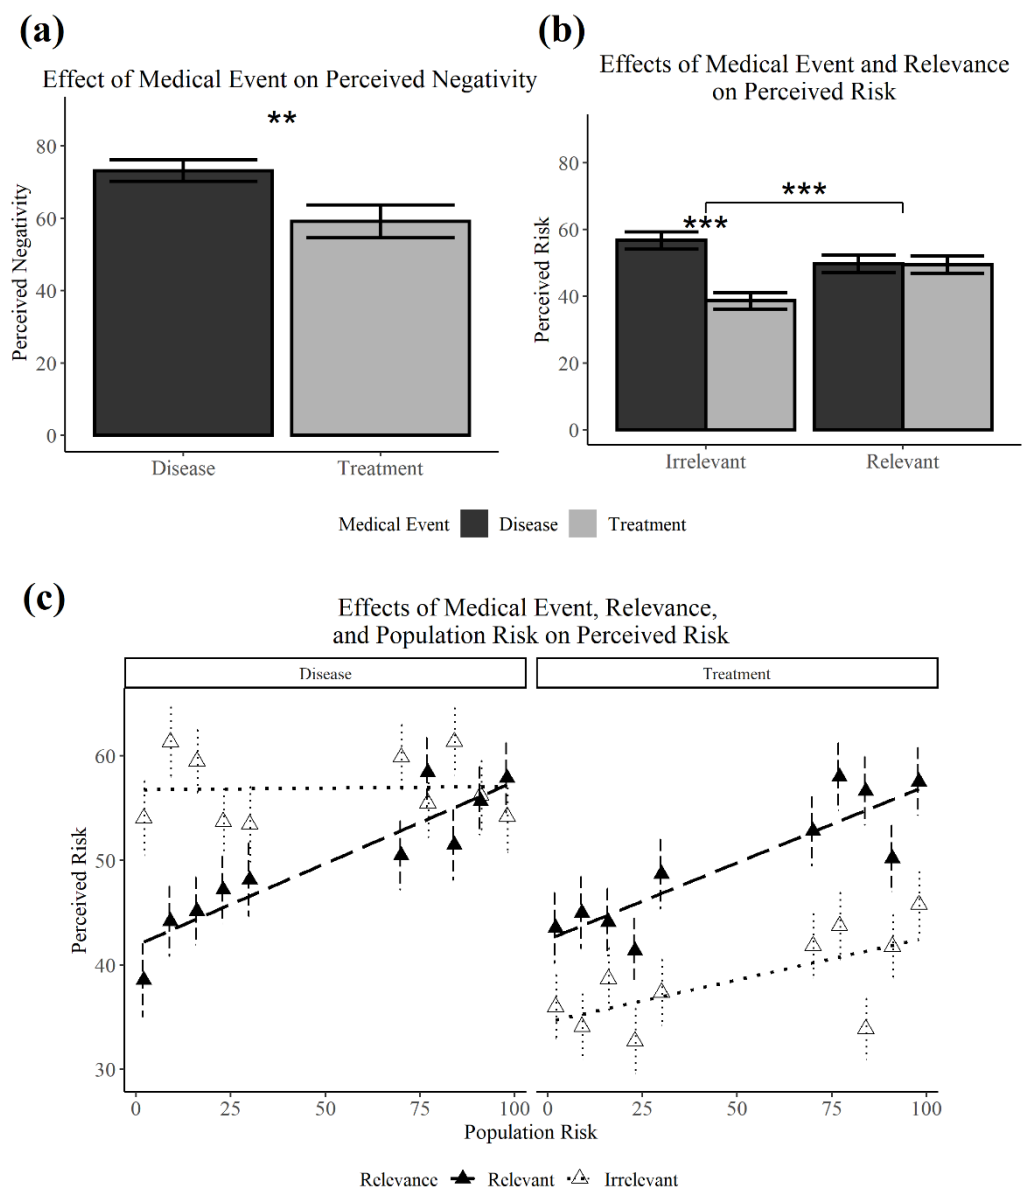 (a)
Effect of Medical Event on Perceived Negativity
**
80
60
40
20
0
Perceived Negativity
Disease
Treatment
(b)
Effects of Medical Event and Relevance
on Perceived Risk
***
***
80
60
40
20
0
Perceived Risk
Irrelevant
Relevant
Medical Event Disease Treatment
(c)
Effects of Medical Event, Relevance,
and Population Risk on Perceived Risk
Disease
Treatment
60
50
40
30
Perceived Risk
0 25 50 75 100
0 25 50 75 100
Population Risk
Relevance Relevant Irrelevant